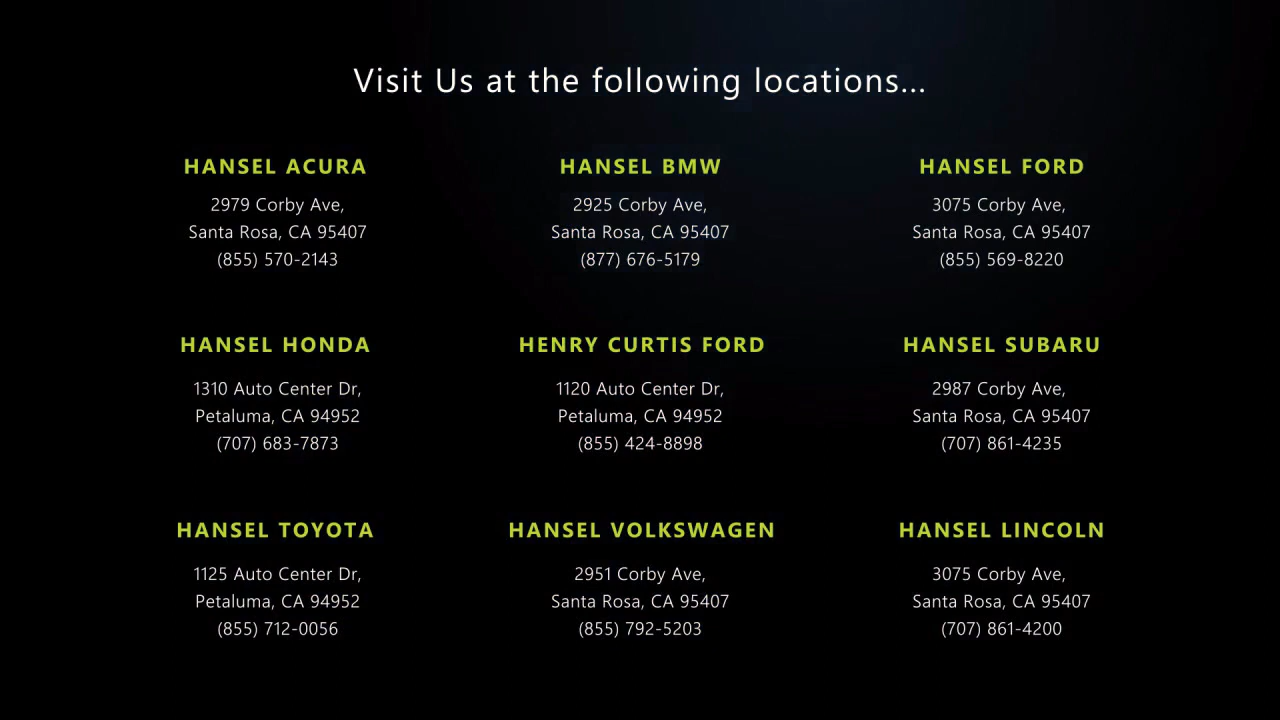 Visit Us at the following locations...
HANSEL ACURA
2979 Corby Ave,
Santa Rosa, CA 95407
(855) 570-2143
HANSEL BMW
2925 Corby Ave,
Santa Rosa, CA 95407
(877) 676-5179
HANSEL FORD
3075 Corby Ave,
Santa Rosa, CA 95407
(855) 569-8220
HANSEL HONDA
1310 Auto Center Dr,
Petaluma, CA 94952
(707) 683-7873
HENRY CURTIS FORD
1120 Auto Center Dr,
Petaluma, CA 94952
(855) 424-8898
HANSEL SUBARU
2987 Corby Ave,
Santa Rosa, CA 95407
(707) 861-4235
HANSEL TOYOTA
1125 Auto Center Dr,
Petaluma, CA 94952
(855) 712-0056
HANSEL VOLKSWAGEN
2951 Corby Ave,
Santa Rosa, CA 95407
(855) 792-5203
HANSEL LINCOLN
3075 Corby Ave,
Santa Rosa, CA 95407
(707) 861-4200